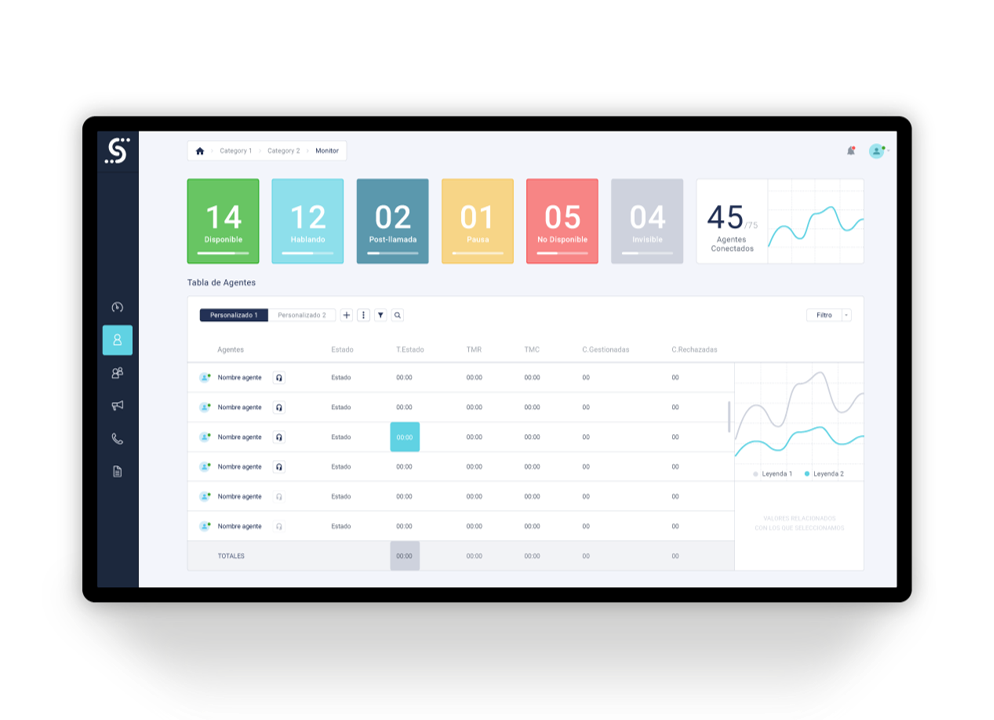 Category 1 Category 2 Monitor
14 12 02 01 05 04 45/75
Disponible Hablando Post-llamada Pausa No Disponible Invisible Agentes
Conectados
Tabla de Agentes
Personalizado 1 Personalizado 2 Filtro
Agentes Estado T.Estado TMR TMC C.Gestionadas C.Rechazadas
Nombre agente Estado 00:00 00:00 00:00 00 00
Nombre agente Estado 00:00 00:00 00:00 00 00
Nombre agente Estado 00:00 00:00 00:00 00 00
Nombre agente Estado 00:00 00:00 00:00 00 00
Nombre agente Estado 00:00 00:00 00:00 00 00
Nombre agente Estado 00:00 00:00 00:00 00 00
TOTALES 00:00 00:00 00:00 00 00
Leyenda 1 Leyenda 2
VALORES RELACIONADOS
CON LOS QUE SELECCIONAMOS